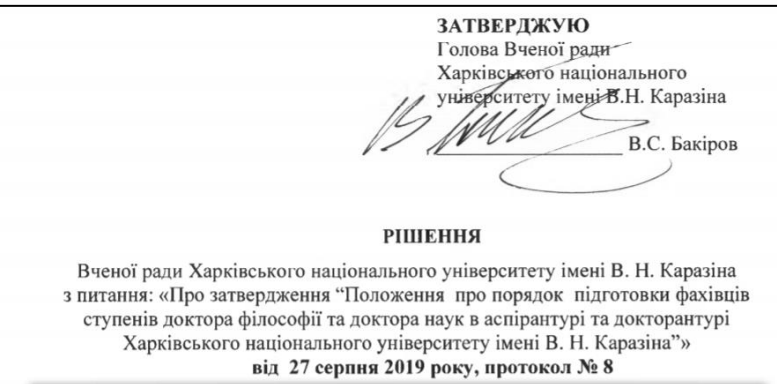 ЗАТВЕРДЖУЮ
Голова Вченої ради
Харківського національного
університету імені В.Н. Каразіна
В.С. Бакіров
РІШЕННЯ
Вченої ради Харківського національного університету імені В. Н. Каразіна
з питання: «Про затвердження “Положення про порядок підготовки фахівців
ступенів доктора філософії та доктора наук в аспірантурі та докторантурі
Харківського національного університету імені В. Н. Каразіна”»
від 27 серпня 2019 року, протокол № 8